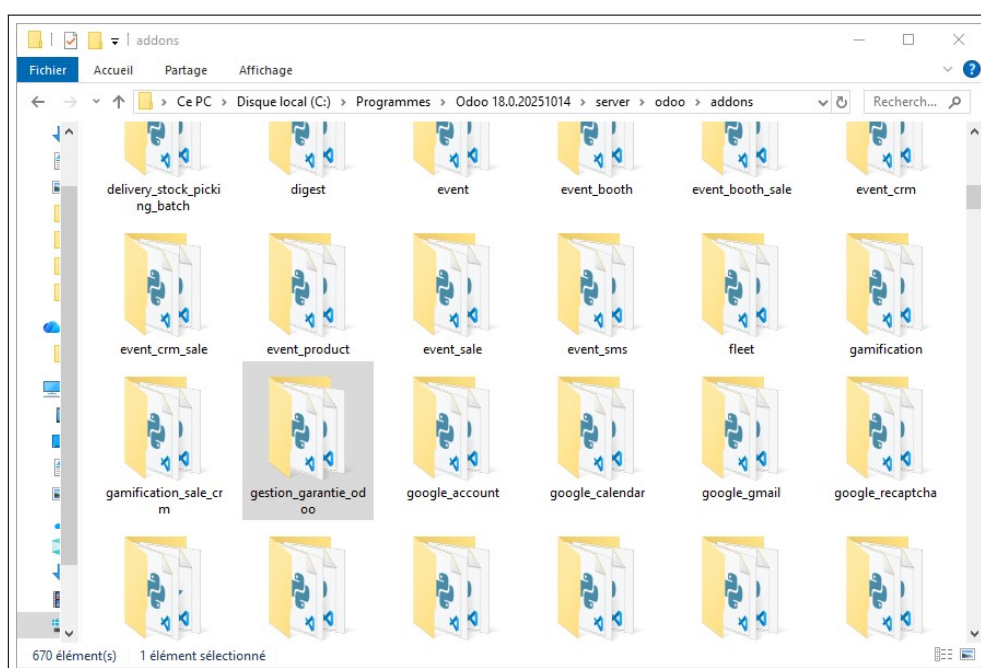 addons
Fichier Accueil Partage Affichage
Ce PC > Disque local (C:) > Programmes > Odoo 18.0.20251014 > server > odoo > addons
Recherch...
delivery_stock_picki
ng_batch
digest
event
event_booth
event_booth_sale
event_crm
event_crm_sale
event_product
event_sale
event_sms
fleet
gamification
gamification_sale_cr
m
gestion_garantie_od
oo
google_account
google_calendar
google_gmail
google_recaptcha
670 élément(s) 1 élément sélectionné